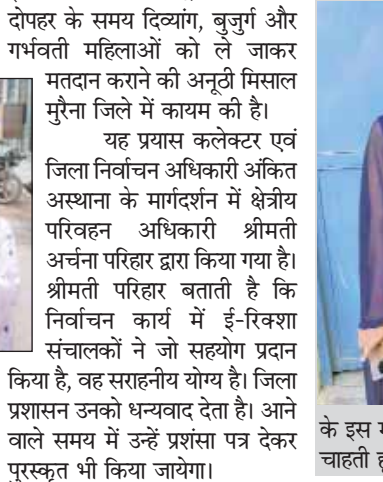 दोपहर के समय दिव्यांग, बुजुर्ग और
गर्भवती महिलाओं को ले जाकर
मतदान कराने की अनूठी मिसाल
मुरैना जिले में कायम की है।
यह प्रयास कलेक्टर एवं
जिला निर्वाचन अधिकारी अंकित
अस्थाना के मार्गदर्शन में क्षेत्रीय
परिवहन अधिकारी श्रीमती
अर्चना परिहार द्वारा किया गया है।
श्रीमती परिहार बताती है कि
निर्वाचन कार्य में ई-रिक्शा
संचालकों ने जो सहयोग प्रदान
किया है, वह सराहनीय योग्य है। जिला
प्रशासन उनको धन्यवाद देता है। आने
वाले समय में उन्हें प्रशंसा पत्र देकर
पुरस्कृत भी किया जायेगा।
के इस
चाहती